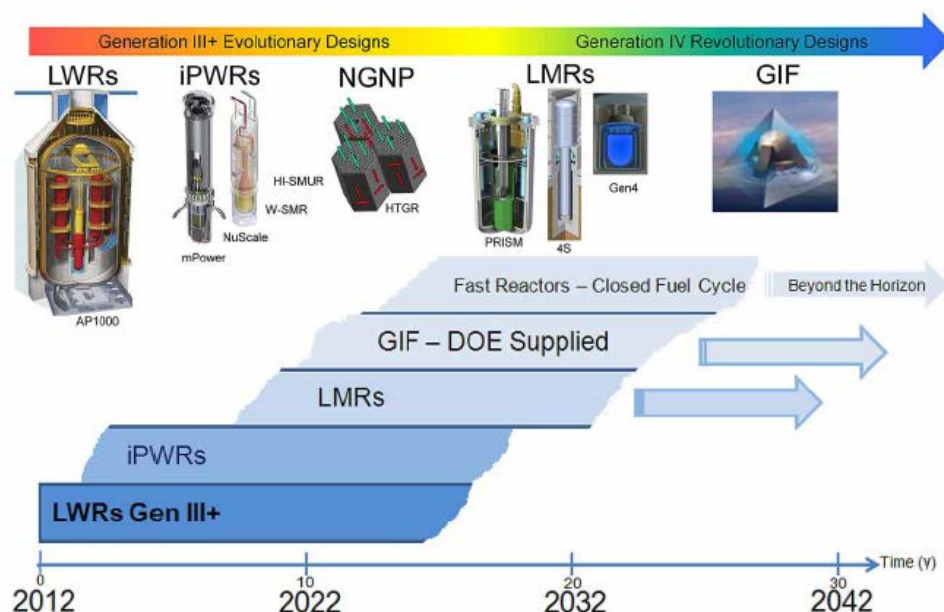 Generation III+ Evolutionary Designs
Generation IV Revolutionary Designs
LWRs
iPWRs
NGNP
LMRs
GIF
HI-SMUR
W-SMR
NuScale
mPower
HTGR
PRISM
4S
Gen4
AP1000
Fast Reactors – Closed Fuel Cycle
Beyond the Horizon
GIF – DOE Supplied
LMRs
iPWRs
LWRs Gen III+
Time (y)
0
10
20
30
2012
2022
2032
2042